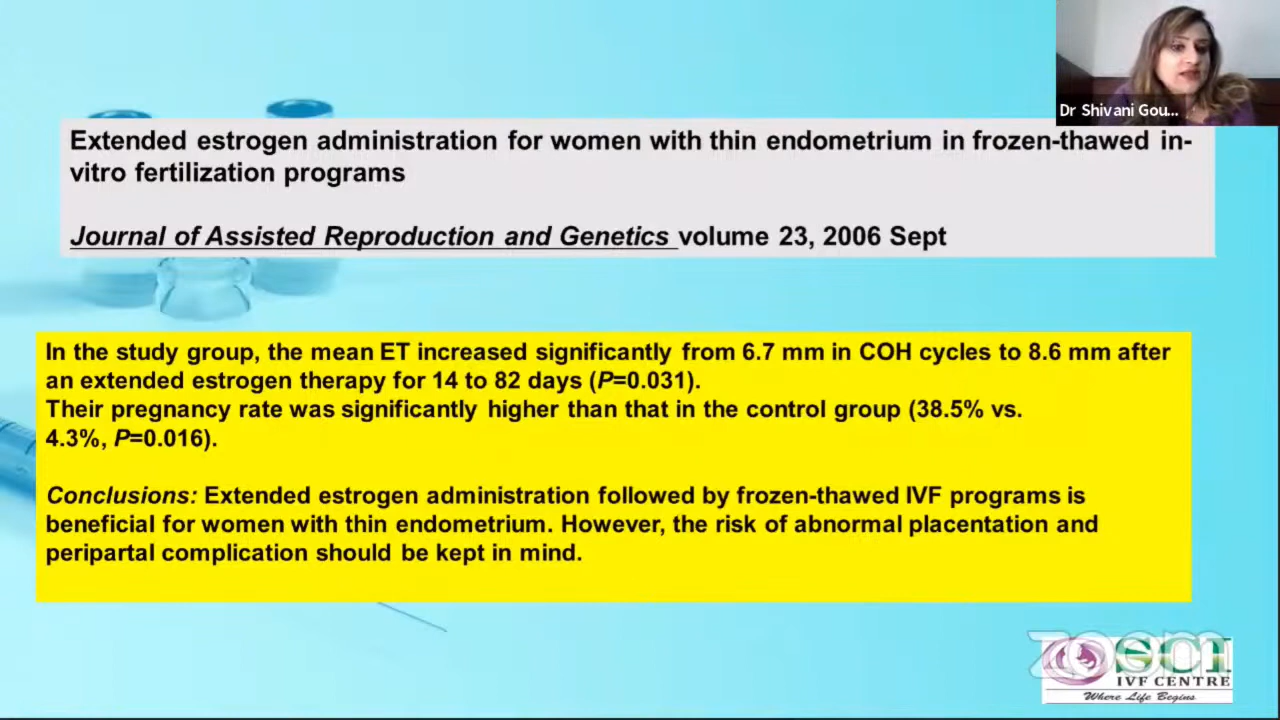 Dr Shivani Gou...
Extended estrogen administration for women with thin endometrium in frozen-thawed in-
vitro fertilization programs
Journal of Assisted Reproduction and Genetics volume 23, 2006 Sept
In the study group, the mean ET increased significantly from 6.7 mm in COH cycles to 8.6 mm after
an extended estrogen therapy for 14 to 82 days (P=0.031).
Their pregnancy rate was significantly higher than that in the control group (38.5% vs.
4.3%, P=0.016).
Conclusions: Extended estrogen administration followed by frozen-thawed IVF programs is
beneficial for women with thin endometrium. However, the risk of abnormal placentation and
peripartal complication should be kept in mind.
zoom
SCI
IVF CENTRE
Where Life Begins